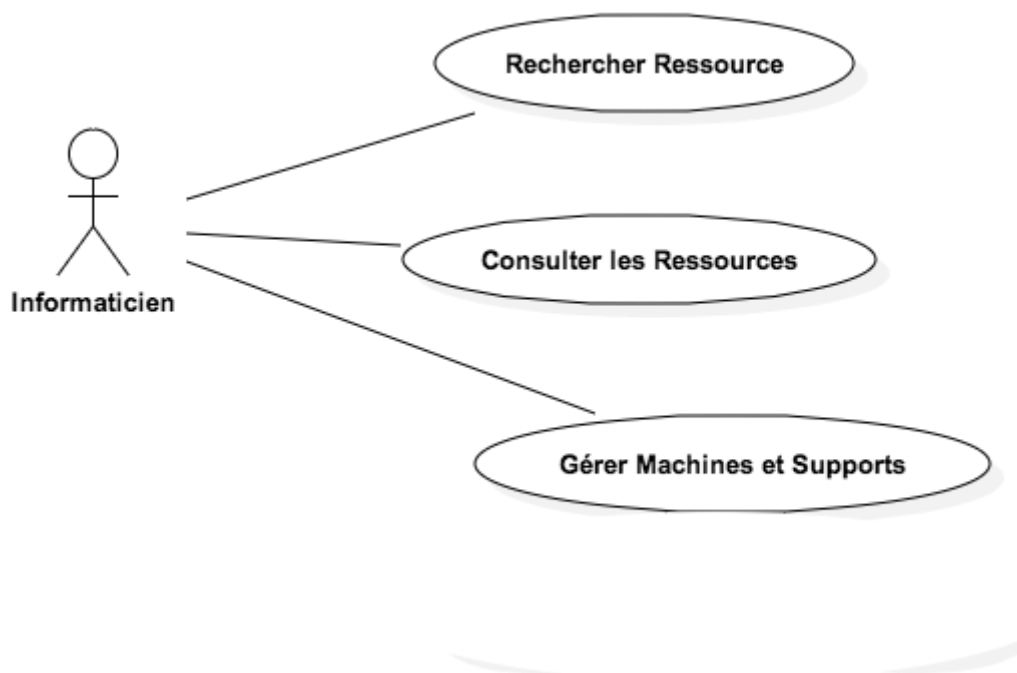 Rechercher Ressource
Informaticien
Consulter les Ressources
Gérer Machines et Supports